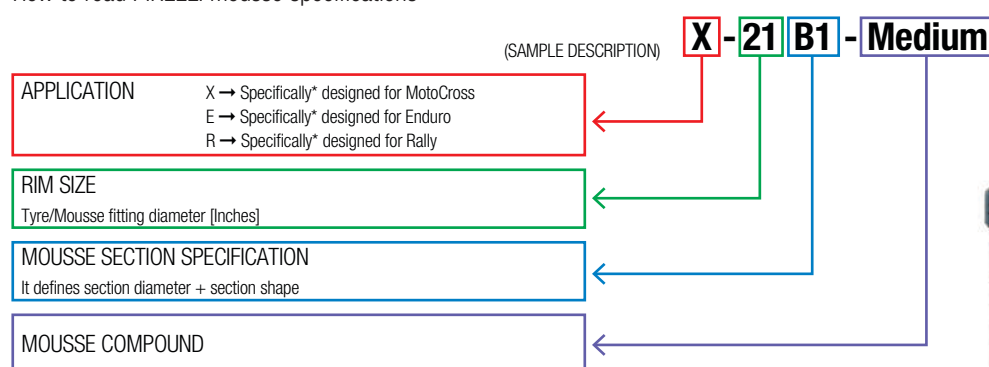 (SAMPLE DESCRIPTION) X - 21 B1 - Medium
APPLICATION
X → Specifically* designed for MotoCross
E → Specifically* designed for Enduro
R → Specifically* designed for Rally
RIM SIZE
Tyre/Mousse fitting diameter [Inches]
MOUSSE SECTION SPECIFICATION
It defines section diameter + section shape
MOUSSE COMPOUND